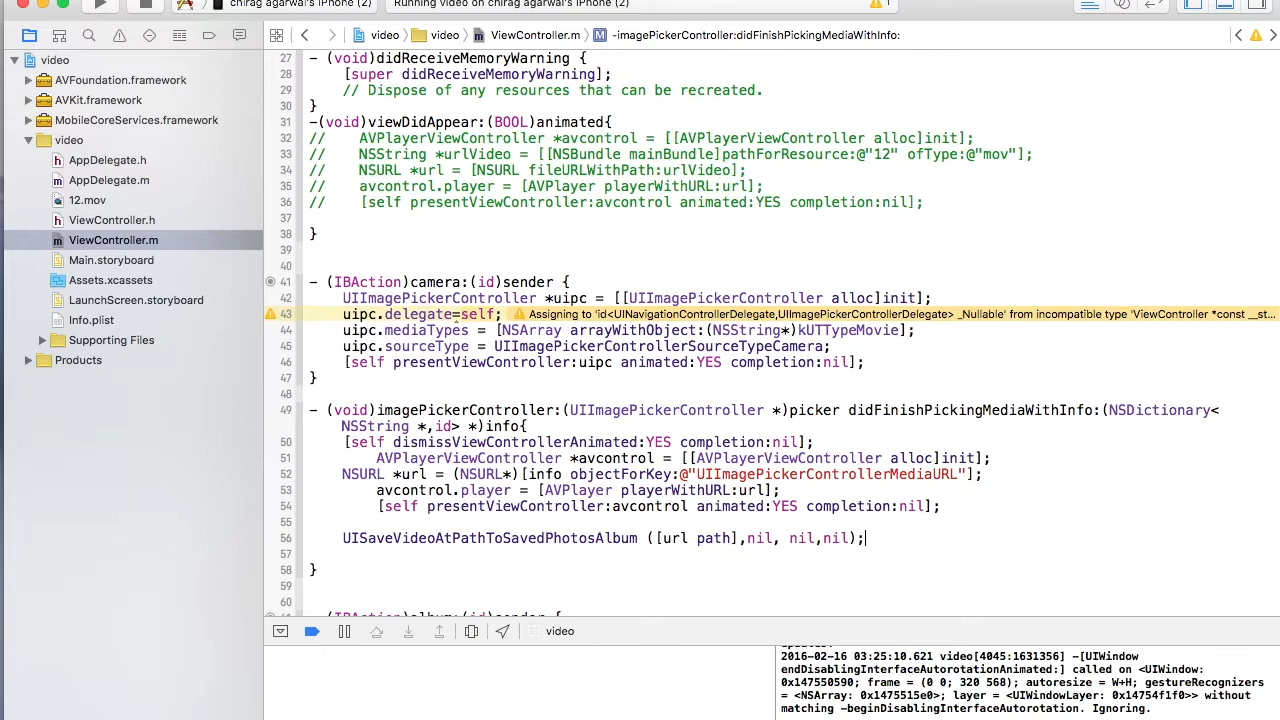 chirag agarwal's iPhone (2)
Running video on chirag agarwal's iPhone (2)
1
video
video
ViewController.m
-imagePickerController:didFinishPickingMediaWithInfo:
video
AVFoundation.framework
AVKit.framework
MobileCoreServices.framework
video
AppDelegate.h
AppDelegate.m
12.mov
ViewController.h
ViewController.m
Main.storyboard
Assets.xcassets
LaunchScreen.storyboard
Info.plist
Supporting Files
Products
27 - (void)didReceiveMemoryWarning {
28 [super didReceiveMemoryWarning];
29 // Dispose of any resources that can be recreated.
30 }
31 -(void)viewDidAppear:(BOOL)animated{
32 // AVPlayerViewController *avcontrol = [[AVPlayerViewController alloc]init];
33 // NSString *urlVideo = [[NSBundle mainBundle]pathForResource:@"12" ofType:@"mov"];
34 // NSURL *url = [NSURL fileURLWithPath:urlVideo];
35 // avcontrol.player = [AVPlayer playerWithURL:url];
36 // [self presentViewController:avcontrol animated:YES completion:nil];
37
38 }
39
40
41 - (IBAction)camera:(id)sender {
42 UIImagePickerController *uipc = [[UIImagePickerController alloc]init];
43 uipc.delegate=self; Assigning to 'id<UINavigationControllerDelegate,UIImagePickerControllerDelegate> _Nullable' from incompatible type 'ViewController *const __st...
44 uipc.mediaTypes = [NSArray arrayWithObject:(NSString*)kUTTypeMovie];
45 uipc.sourceType = UIImagePickerControllerSourceTypeCamera;
46 [self presentViewController:uipc animated:YES completion:nil];
47 }
48
49 - (void)imagePickerController:(UIImagePickerController *)picker didFinishPickingMediaWithInfo:(NSDictionary<
NSString *,id> *)info{
50 [self dismissViewControllerAnimated:YES completion:nil];
51 AVPlayerViewController *avcontrol = [[AVPlayerViewController alloc]init];
52 NSURL *url = (NSURL*)[info objectForKey:@"UIImagePickerControllerMediaURL"];
53 avcontrol.player = [AVPlayer playerWithURL:url];
54 [self presentViewController:avcontrol animated:YES completion:nil];
55
56 UISaveVideoAtPathToSavedPhotosAlbum ([url path],nil, nil,nil);
57
58 }
59
60
- (IBAction)album:(id)sender {
video
2016-02-16 03:25:10.621 video[4045:1631356] -[UIWindow
endDisablingInterfaceAutorotationAnimated:] called on <UIWindow:
0x147550590; frame = (0 0; 320 568); autoresize = W+H; gestureRecognizers
= <NSArray: 0x1475515e0>; layer = <UIWindowLayer: 0x14754f1f0>> without
matching -beginDisablingInterfaceAutorotation. Ignoring.